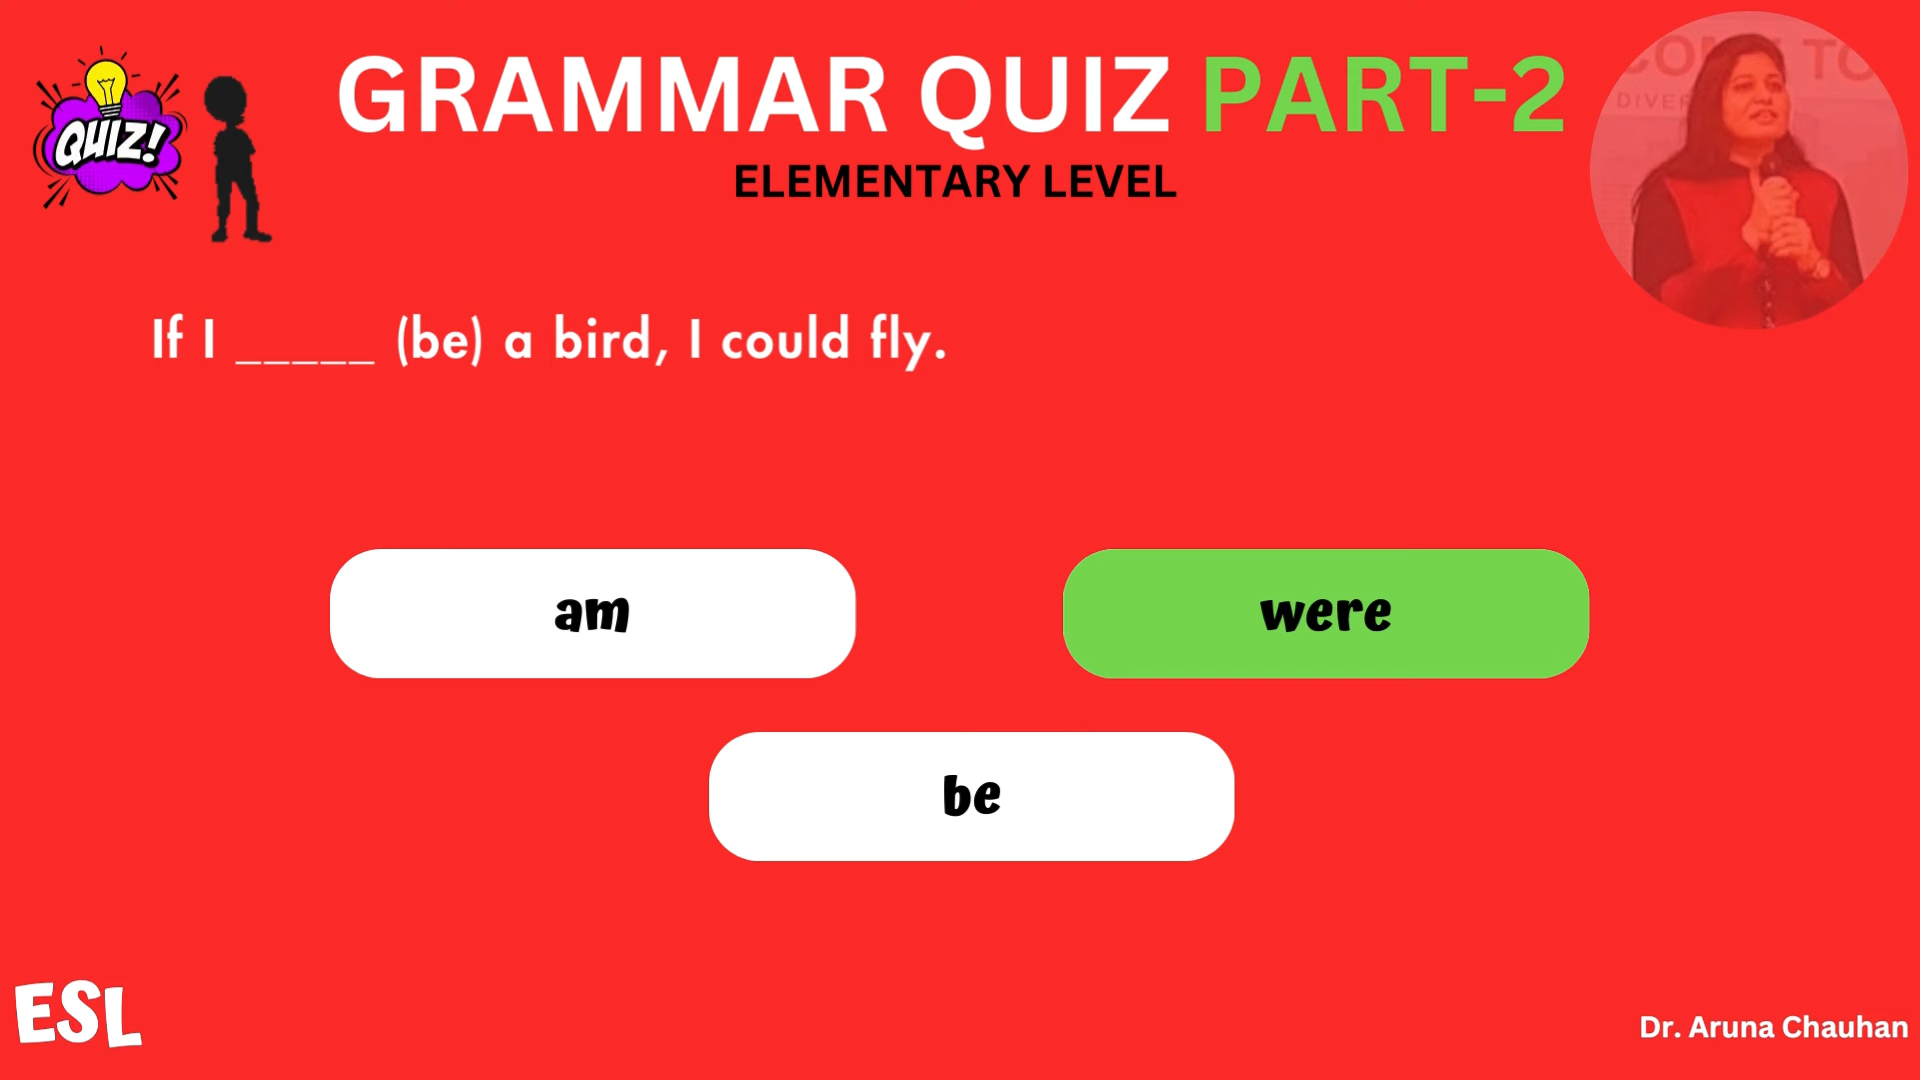 QUIZ!
GRAMMAR QUIZ PART-2
ELEMENTARY LEVEL
If I _____ (be) a bird, I could fly.
am
were
be
ESL
Dr. Aruna Chauhan